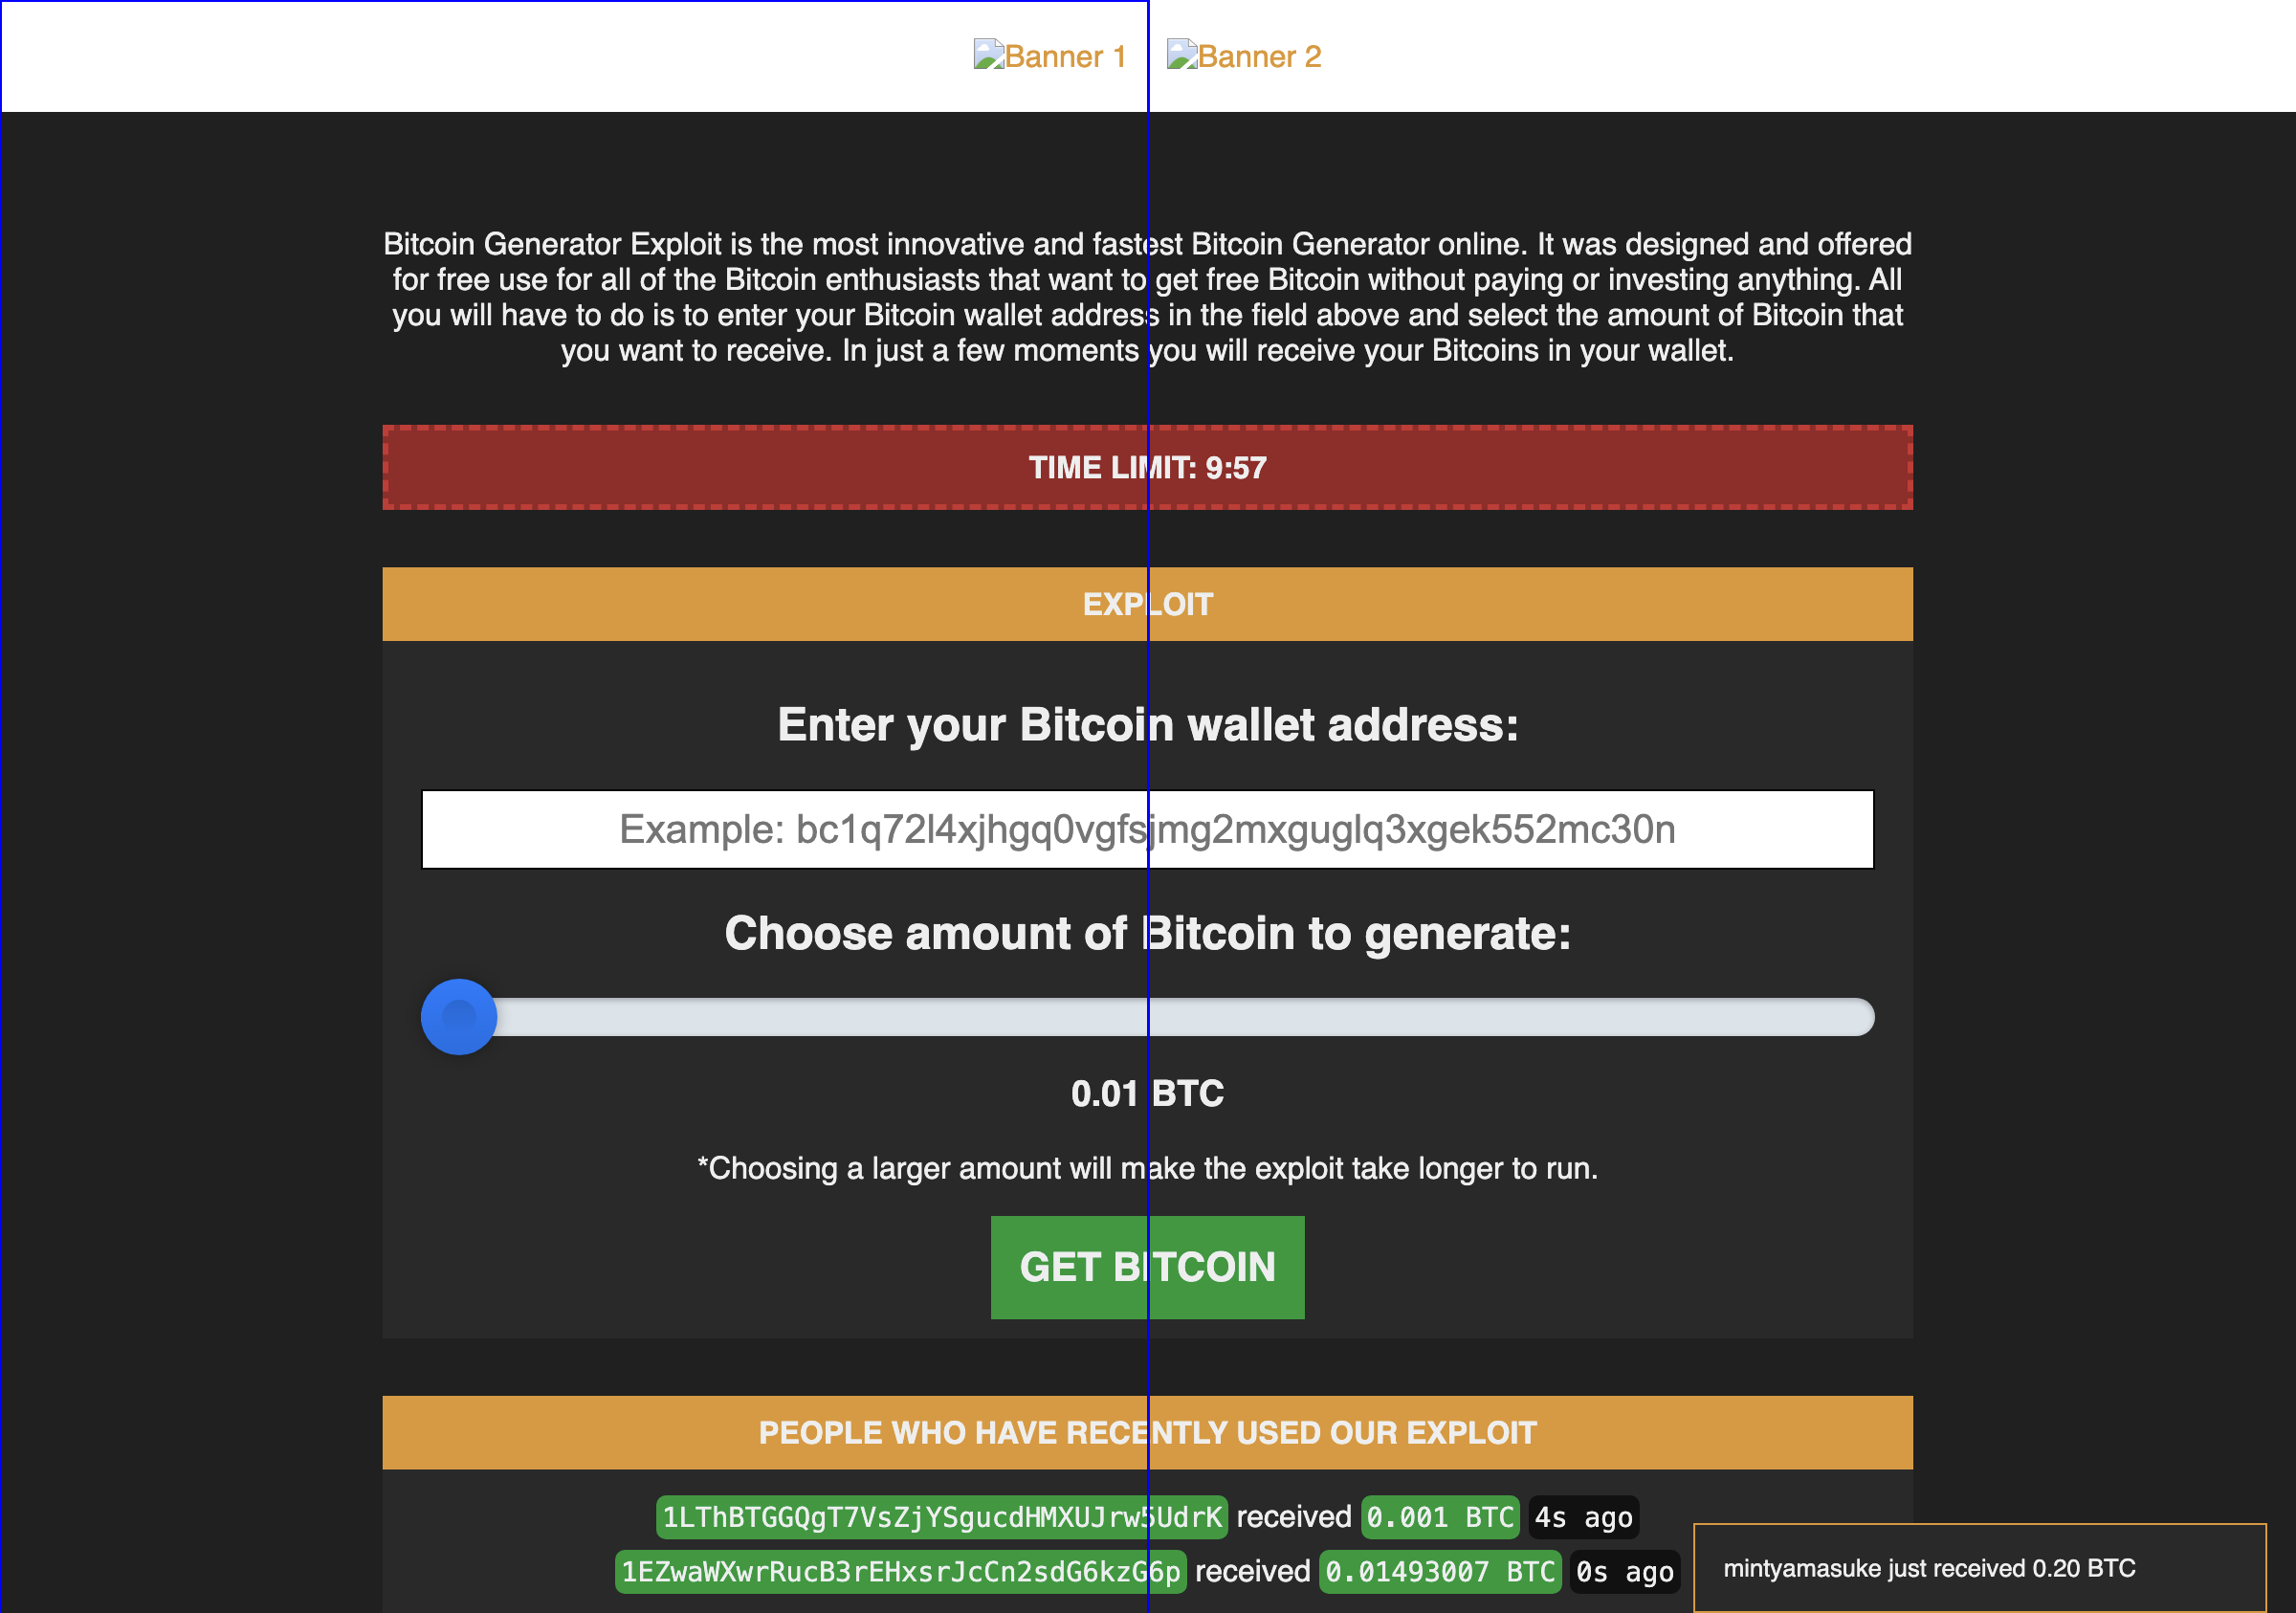 Banner 1 Banner 2
Bitcoin Generator Exploit is the most innovative and fastest Bitcoin Generator online. It was designed and offered
for free use for all of the Bitcoin enthusiasts that want to get free Bitcoin without paying or investing anything. All
you will have to do is to enter your Bitcoin wallet address in the field above and select the amount of Bitcoin that
you want to receive. In just a few moments you will receive your Bitcoins in your wallet.
TIME LIMIT: 9:57
EXPLOIT
Enter your Bitcoin wallet address:
Example: bc1q72l4xjhgq0vgfsjmg2mxguglq3xgek552mc30n
Choose amount of Bitcoin to generate:
0.01 BTC
*Choosing a larger amount will make the exploit take longer to run.
GET BITCOIN
PEOPLE WHO HAVE RECENTLY USED OUR EXPLOIT
1LThBTGGQgT7VsZjYSgucdHMXUJrw5UdrK received 0.001 BTC 4s ago
1EZwaWXwrRucB3rEHxsrJcCn2sdG6kzG6p received 0.01493007 BTC 0s ago
mintyamasuke just received 0.20 BTC